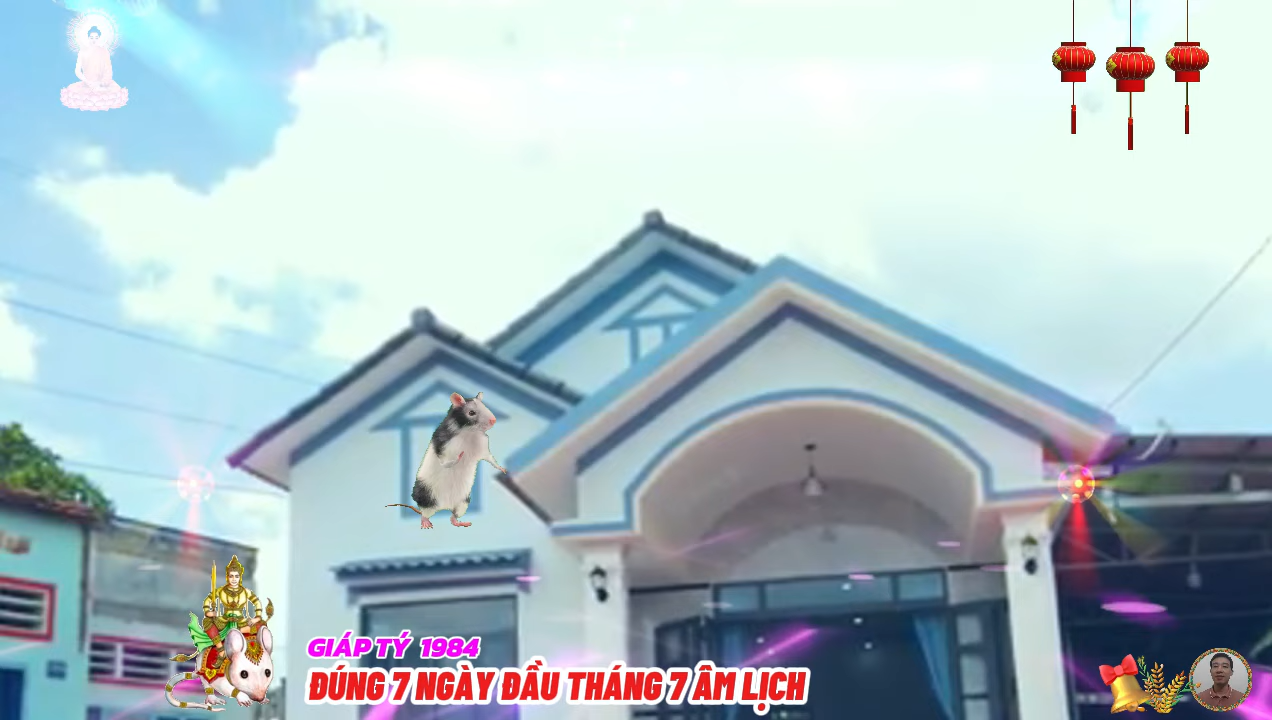 GIÁP TÝ 1984
ĐÚNG 7 NGÀY ĐẦU THÁNG 7 ÂM LỊCH